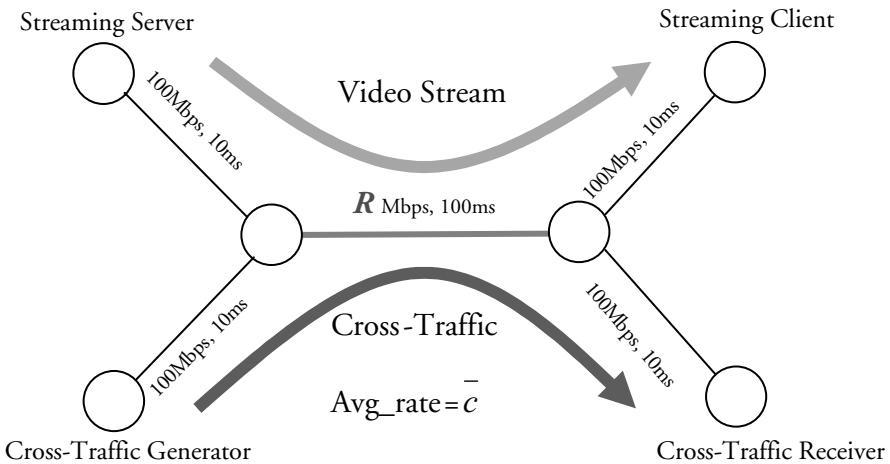 Streaming Server
Streaming Client
100Mbps, 10ms
Video Stream
100Mbps, 10ms
R Mbps, 100ms
100Mbps, 10ms
Cross-Traffic
100Mbps, 10ms
Avg_rate=c̅
Cross-Traffic Generator
Cross-Traffic Receiver